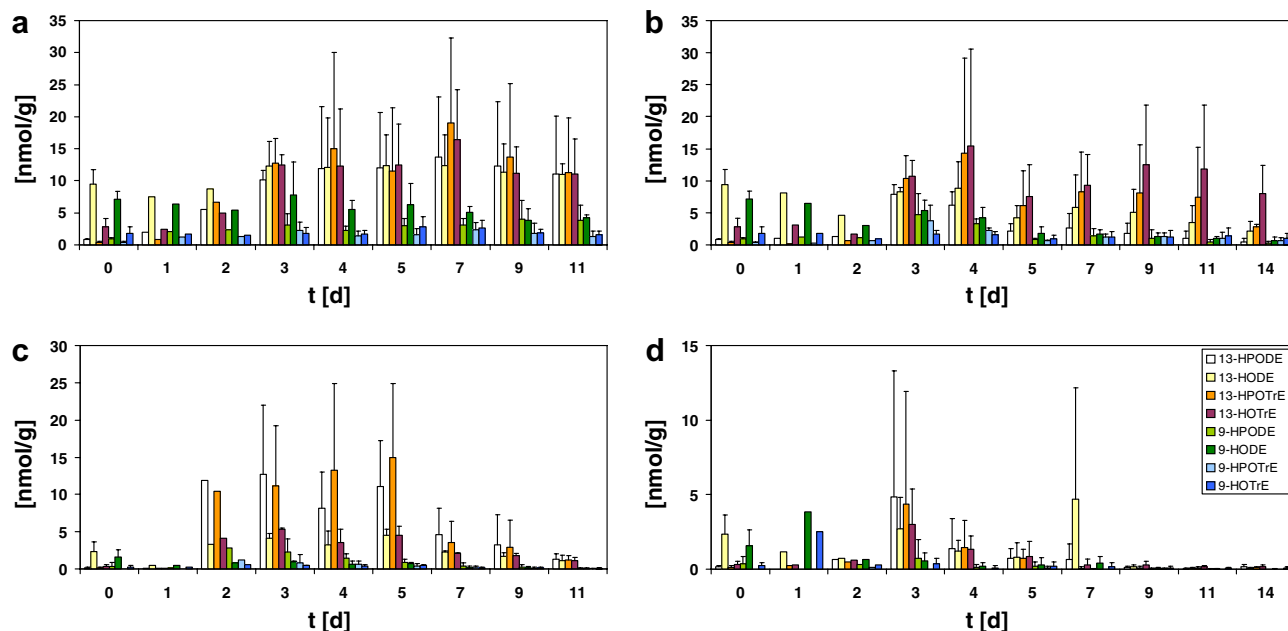 a
[nmol/g]
35
30
25
20
15
10
5
0
0 1 2 3 4 5 7 9 11
t [d]
b
[nmol/g]
35
30
25
20
15
10
5
0
0 1 2 3 4 5 7 9 11 14
t [d]
c
[nmol/g]
30
25
20
15
10
5
0
0 1 2 3 4 5 7 9 11
t [d]
d
[nmol/g]
15
10
5
0
0 1 2 3 4 5 7 9 11 14
t [d]
13-HPODE
13-HODE
13-HPOTrE
13-HOTrE
9-HPODE
9-HODE
9-HPOTrE
9-HOTrE